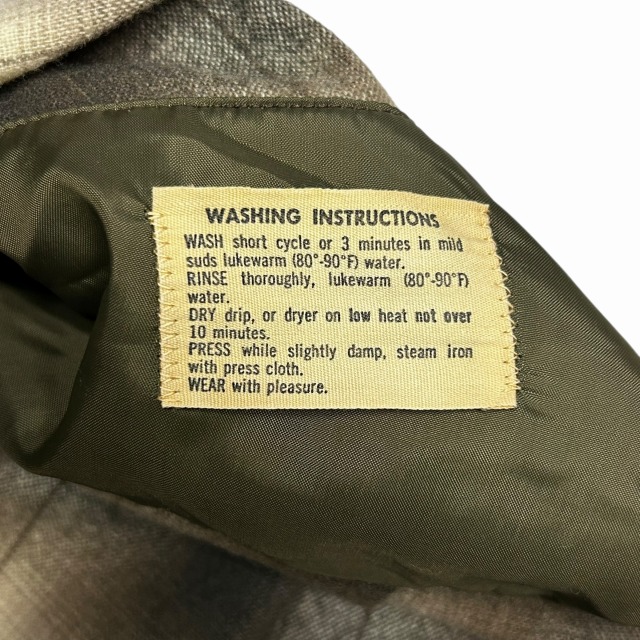 WASHING INSTRUCTIONS
WASH short cycle or 3 minutes in mild
suds lukewarm (80°-90°F) water.
RINSE thoroughly, lukewarm (80°-90°F)
water.
DRY drip, or dryer on low heat not over
10 minutes.
PRESS while slightly damp, steam iron
with press cloth.
WEAR with pleasure.